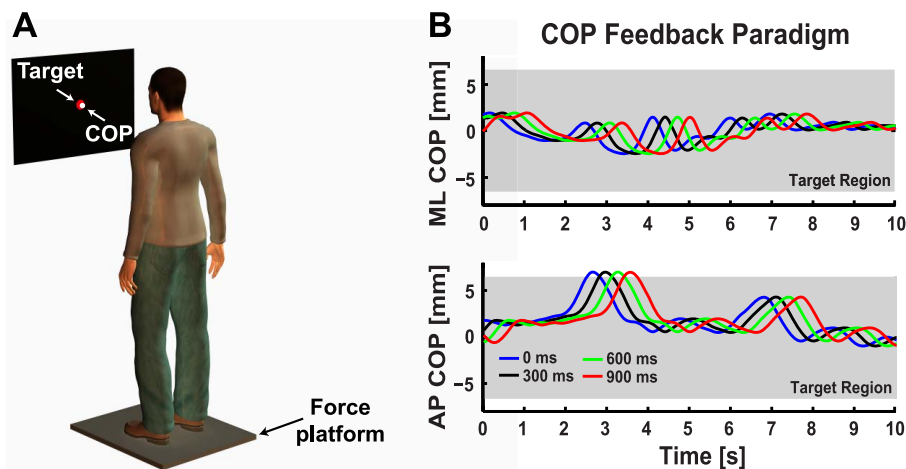 A
Target
COP
Force
platform
B
COP Feedback Paradigm
ML COP [mm]
5
0
−5
Target Region
0 1 2 3 4 5 6 7 8 9 10
AP COP [mm]
5
0
−5
0 ms
300 ms
600 ms
900 ms
Target Region
0 1 2 3 4 5 6 7 8 9 10
Time [s]